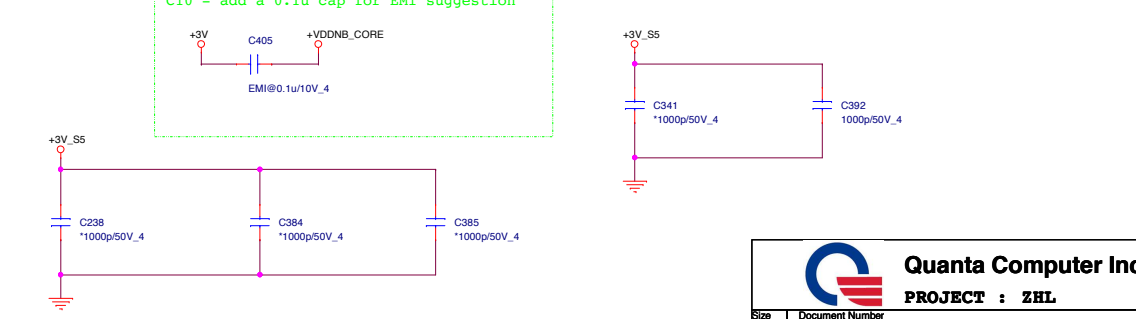 C10 - add a 0.1u cap for EMI suggestion
+3V
C405
+VDDNB_CORE
EMI@0.1u/10V_4
+3V_S5
C341
*1000p/50V_4
C392
1000p/50V_4
+3V_S5
C238
*1000p/50V_4
C384
*1000p/50V_4
C385
*1000p/50V_4
Quanta Computer Inc
PROJECT : ZHL
Size
Document Number